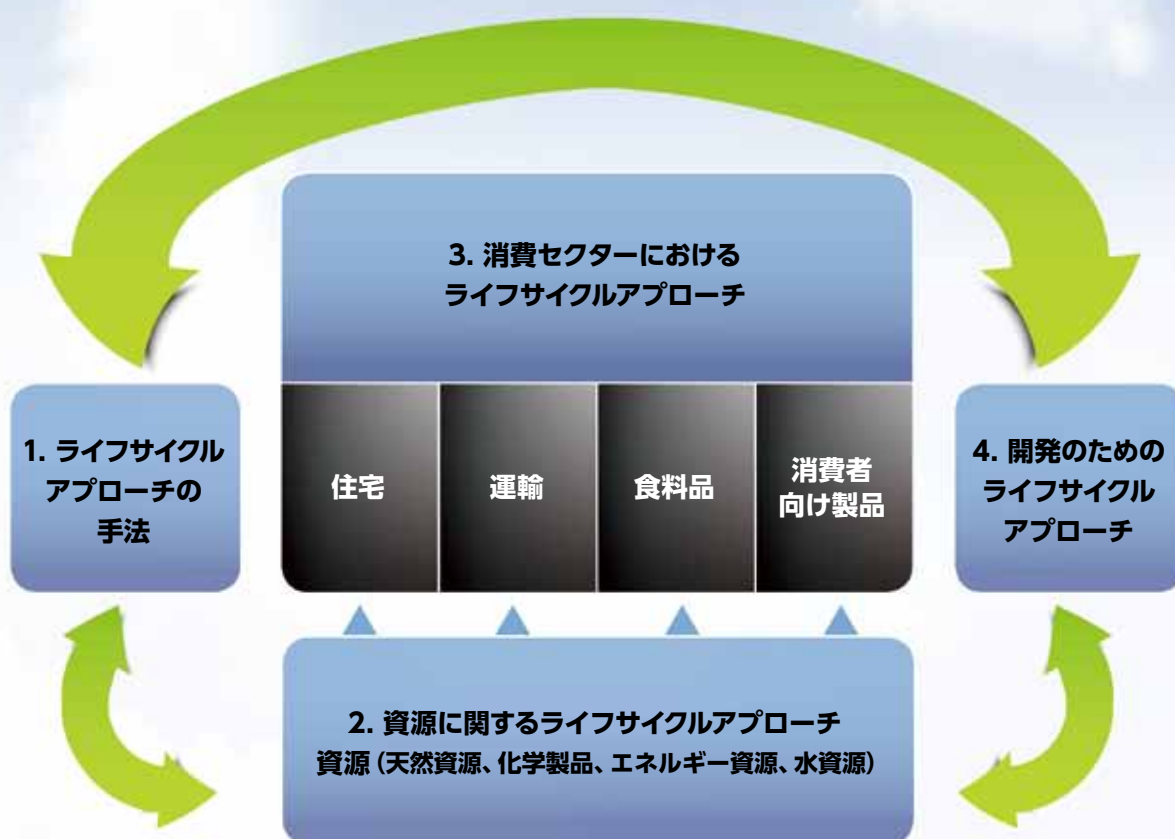 3. 消費セクターにおける
ライフサイクルアプローチ
1. ライフサイクル
アプローチの
手法
住宅
運輸
食料品
消費者
向け製品
4. 開発のための
ライフサイクル
アプローチ
2. 資源に関するライフサイクルアプローチ
資源（天然資源、化学製品、エネルギー資源、水資源）